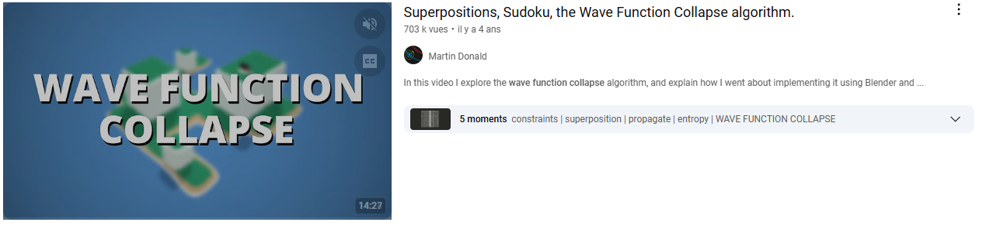 WAVE FUNCTION
COLLAPSE
CC
14:27
Superpositions, Sudoku, the Wave Function Collapse algorithm.
703 k vues • il y a 4 ans
Martin Donald
In this video I explore the wave function collapse algorithm, and explain how I went about implementing it using Blender and ...
5 moments constraints | superposition | propagate | entropy | WAVE FUNCTION COLLAPSE